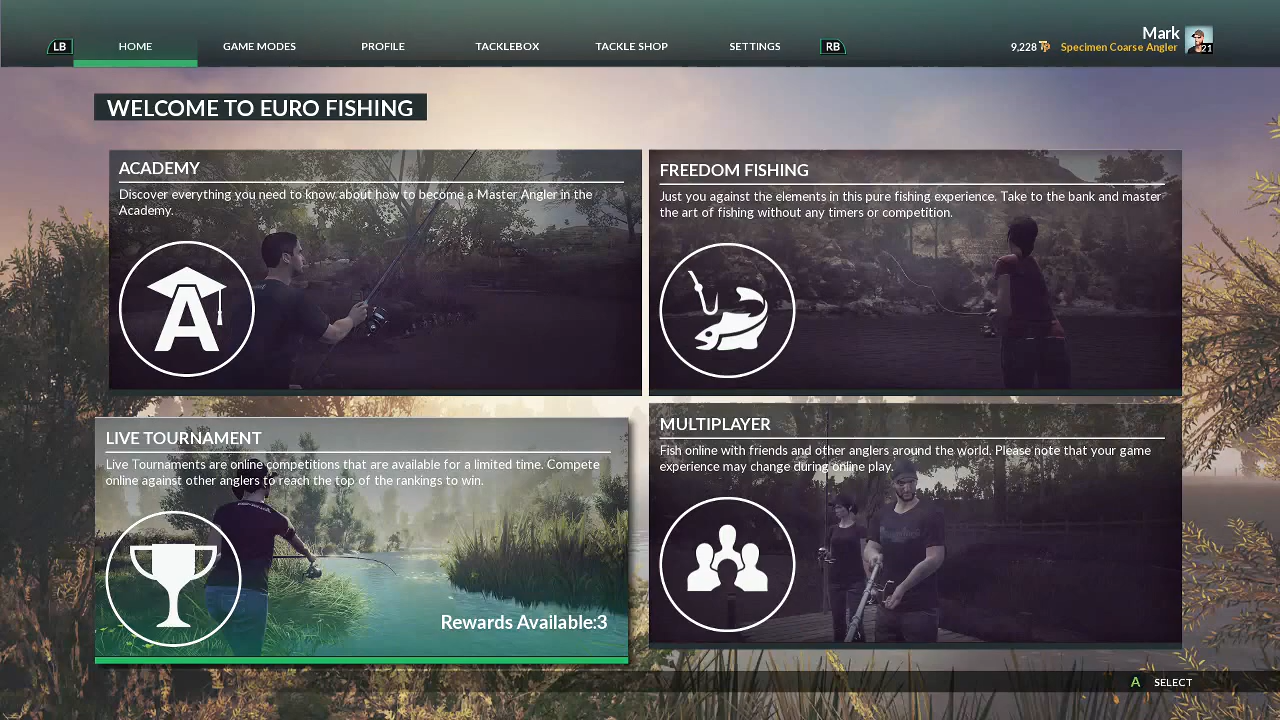 LB HOME GAME MODES PROFILE TACKLEBOX TACKLE SHOP SETTINGS RB
Mark
9,228 TP Specimen Coarse Angler 21
WELCOME TO EURO FISHING
ACADEMY
Discover everything you need to know about how to become a Master Angler in the
Academy.
A
FREEDOM FISHING
Just you against the elements in this pure fishing experience. Take to the bank and master
the art of fishing without any timers or competition.
LIVE TOURNAMENT
Live Tournaments are online competitions that are available for a limited time. Compete
online against other anglers to reach the top of the rankings to win.
Rewards Available:3
MULTIPLAYER
Fish online with friends and other anglers around the world. Please note that your game
experience may change during online play.
A SELECT